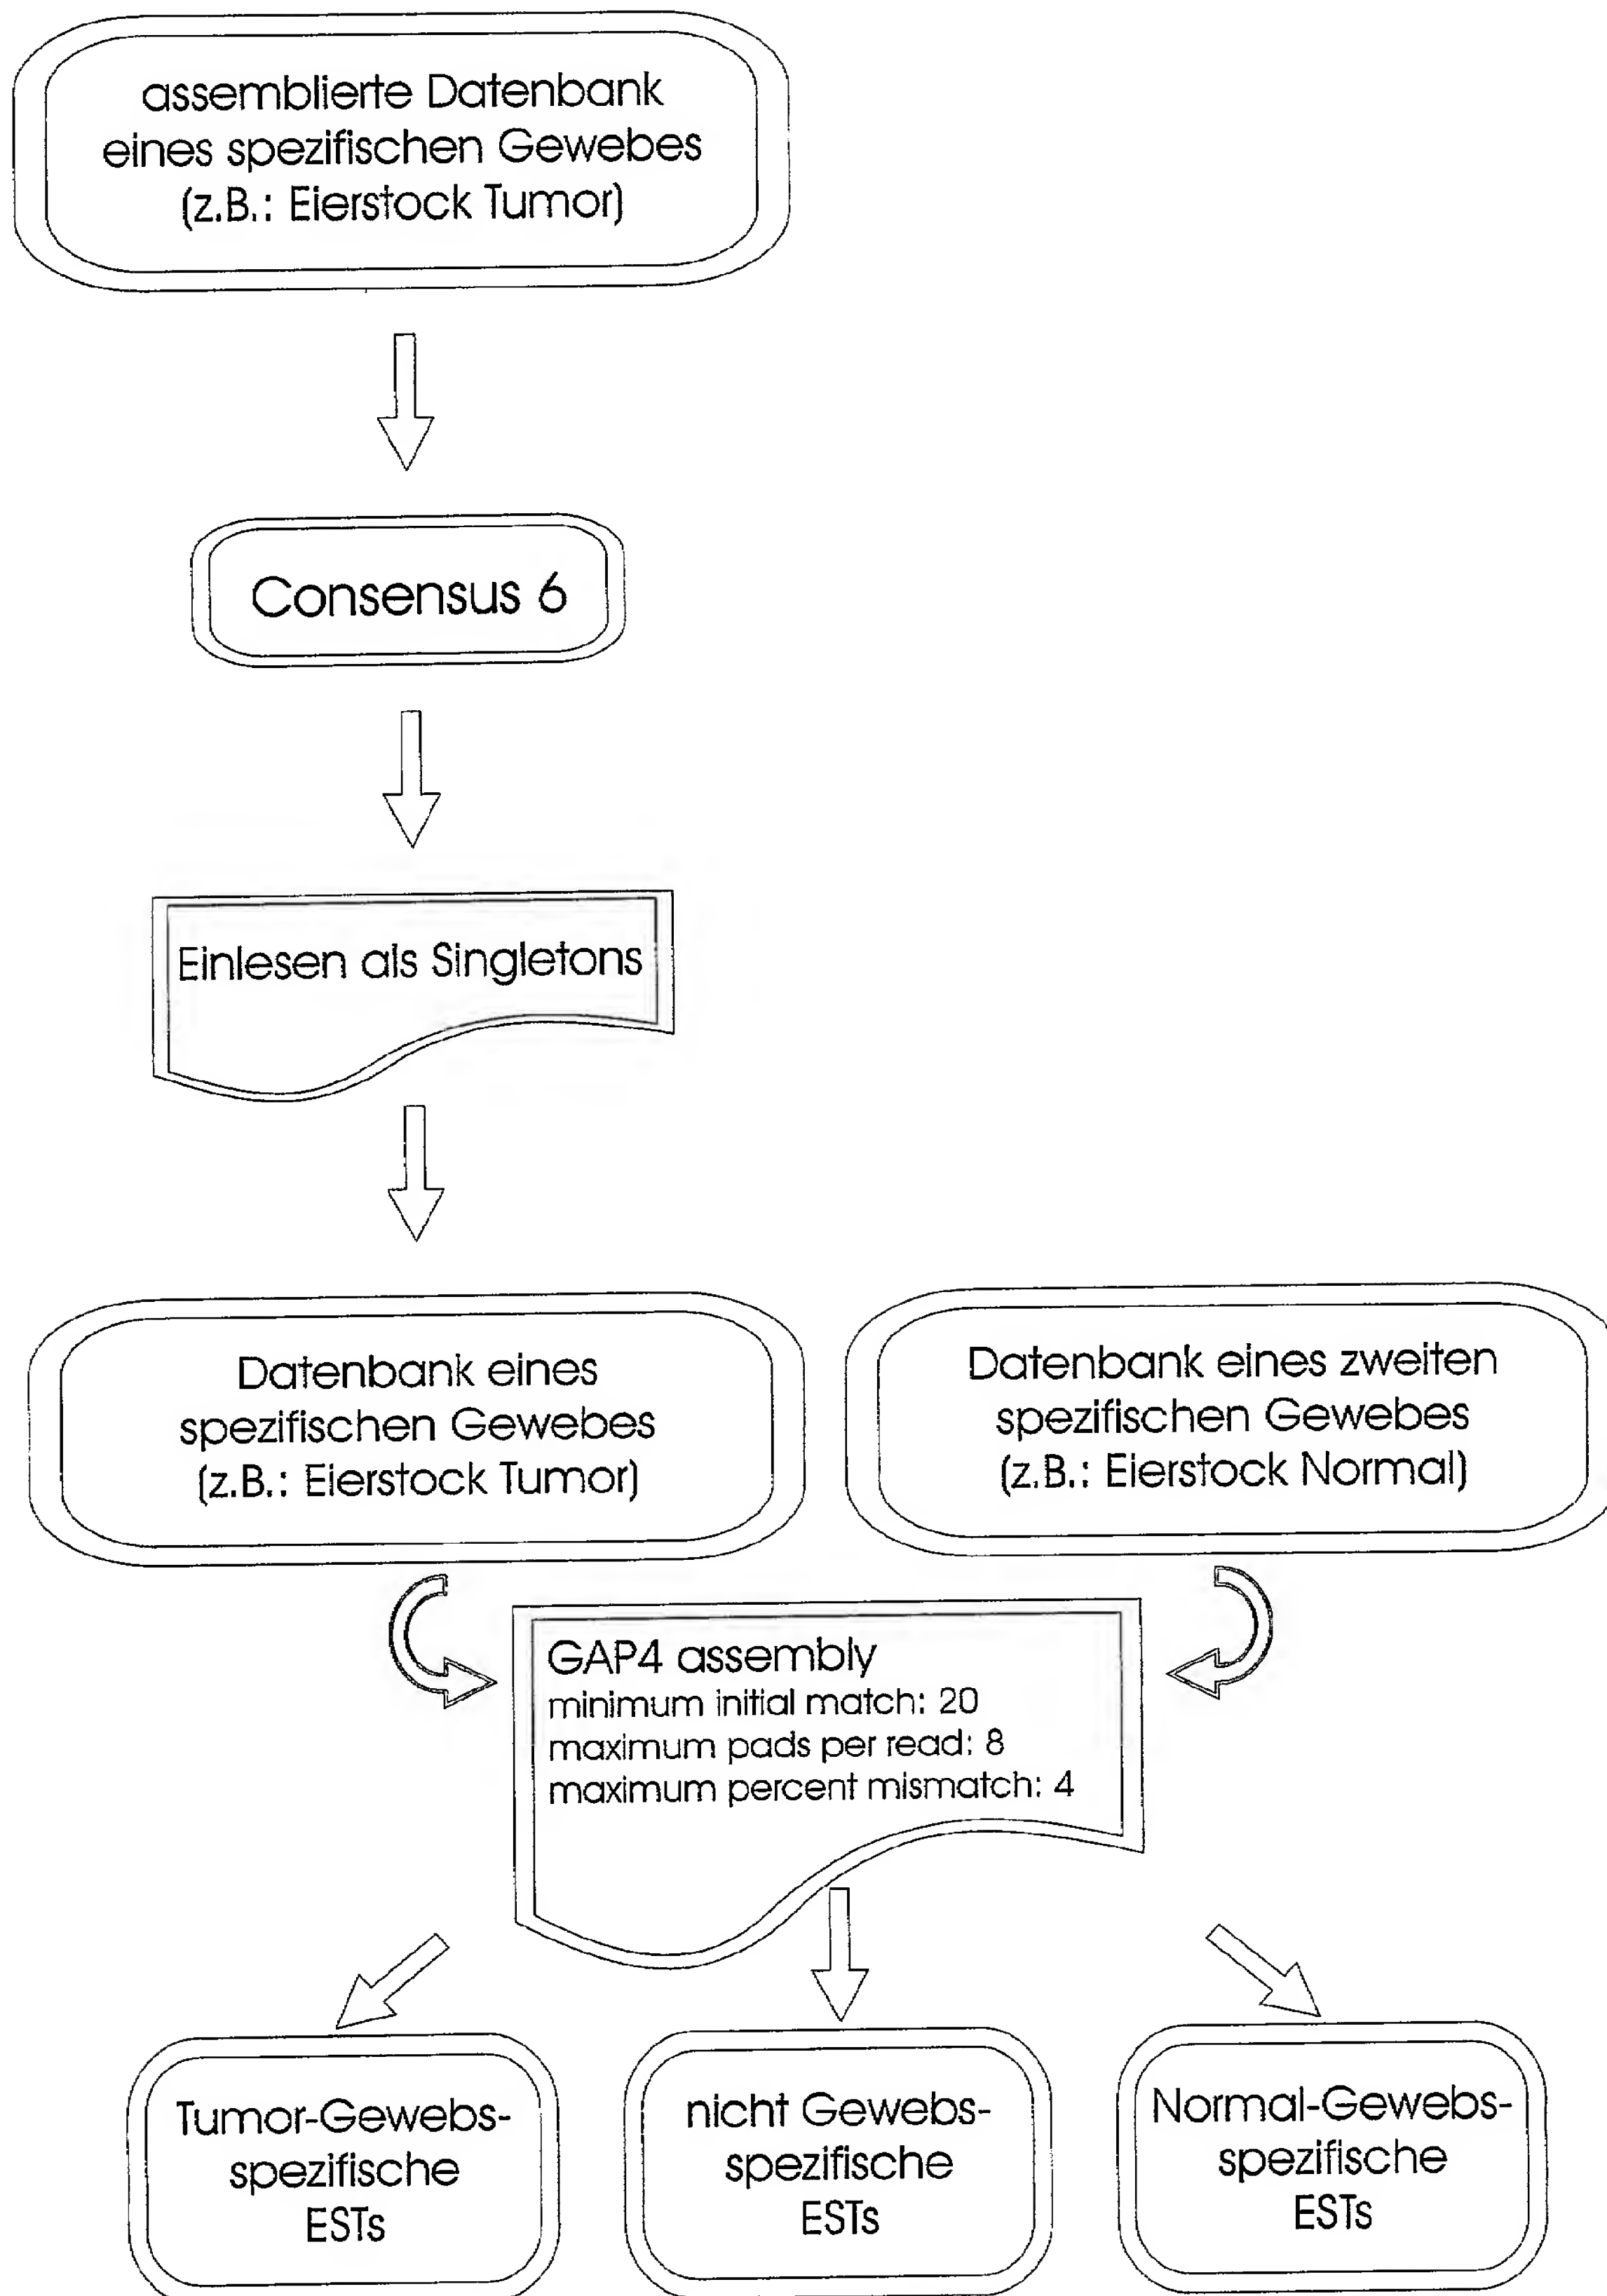 assemblierte Datenbank
eines spezifischen Gewebes
(z.B.: Eierstock Tumor)
Consensus 6
Einlesen als Singletons
Datenbank eines
spezifischen Gewebes
(z.B.: Eierstock Tumor)
Datenbank eines zweiten
spezifischen Gewebes
(z.B.: Eierstock Normal)
GAP4 assembly
minimum initial match: 20
maximum pads per read: 8
maximum percent mismatch: 4
Tumor-Gewebs-
spezifische
ESTs
nicht Gewebs-
spezifische
ESTs
Normal-Gewebs-
spezifische
ESTs